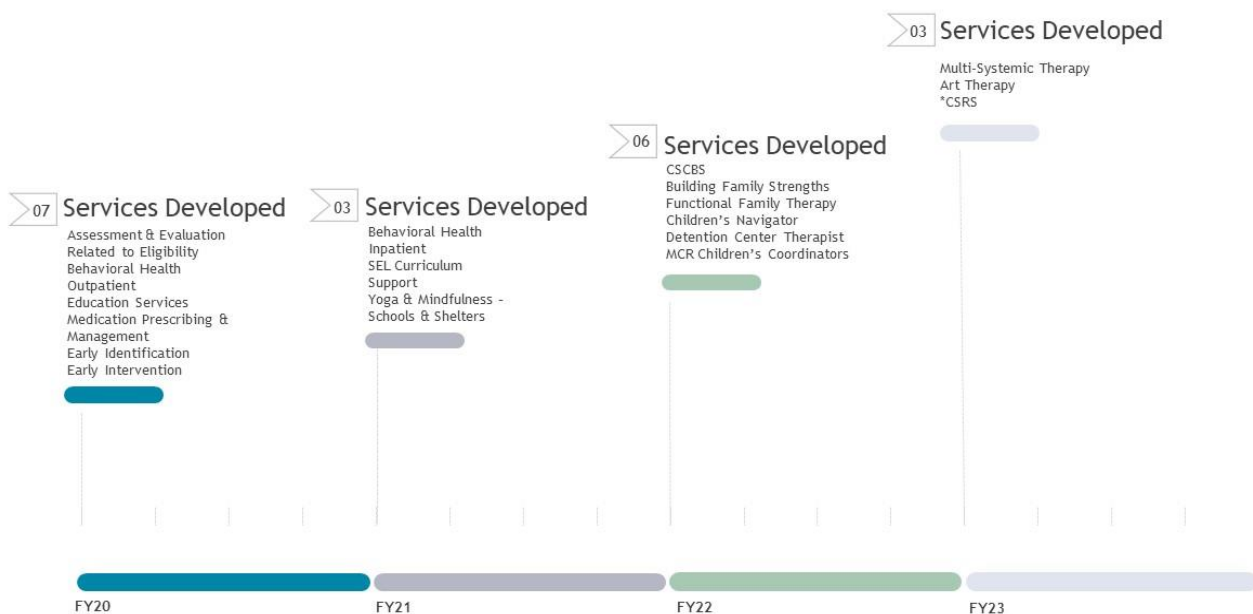 07 Services Developed
Assessment & Evaluation
Related to Eligibility
Behavioral Health
Outpatient
Education Services
Medication Prescribing &
Management
Early Identification
Early Intervention
03 Services Developed
Behavioral Health
Inpatient
SEL Curriculum
Support
Yoga & Mindfulness -
Schools & Shelters
06 Services Developed
CSCBS
Building Family Strengths
Functional Family Therapy
Children's Navigator
Detention Center Therapist
MCR Children's Coordinators
03 Services Developed
Multi-Systemic Therapy
Art Therapy
*CSRS
FY20
FY21
FY22
FY23